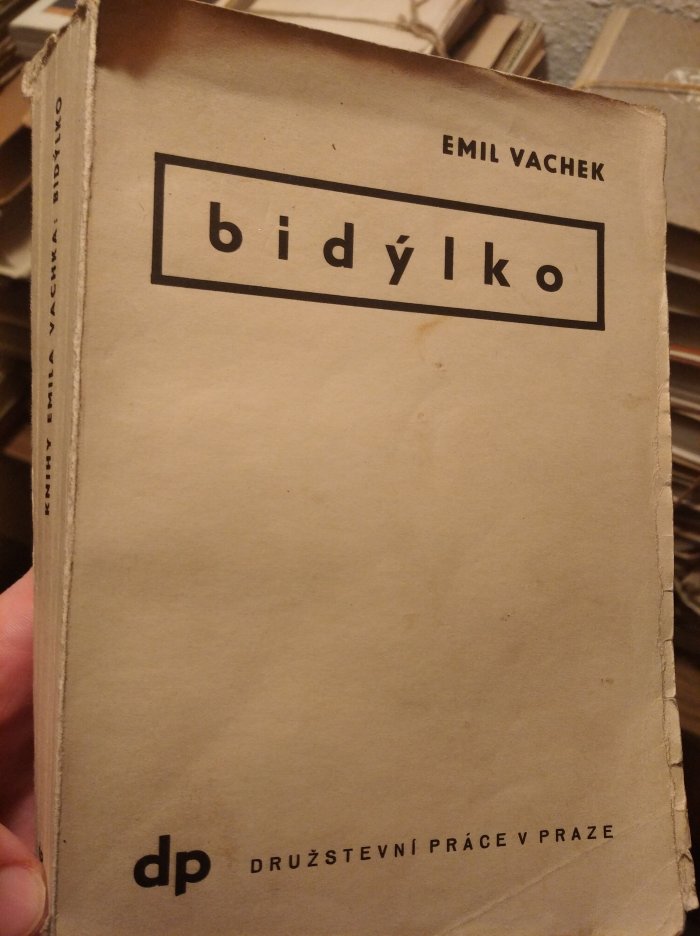 EMIL VACHEK
bidýlko
dp DRUŽSTEVNÍ PRÁCE V PRAZE
KNIHY EMILA VACHKA: BIDÝLKO